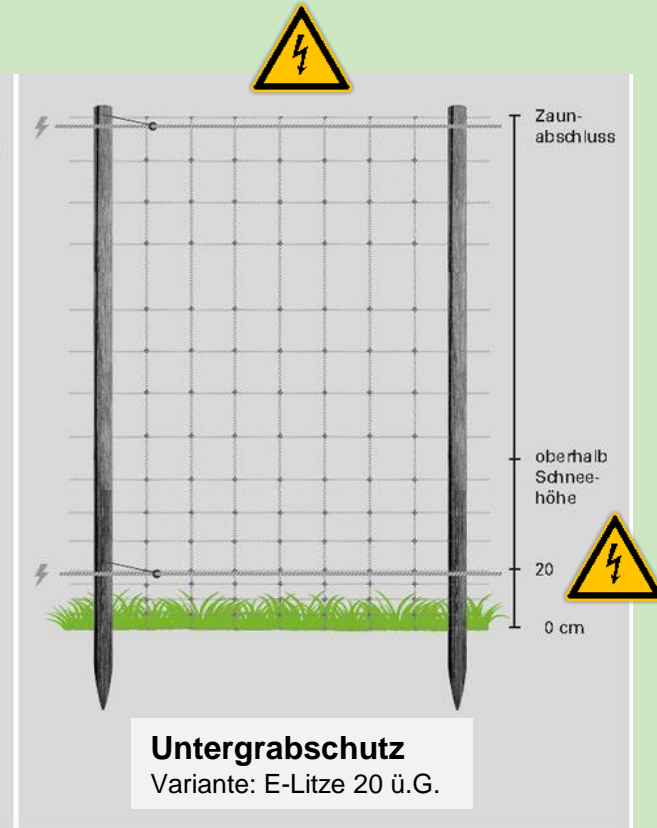 Zaun-
abschluss
oberhalb
Schnee-
höhe
20
0 cm
Untergrabschutz
Variante: E-Litze 20 ü.G.